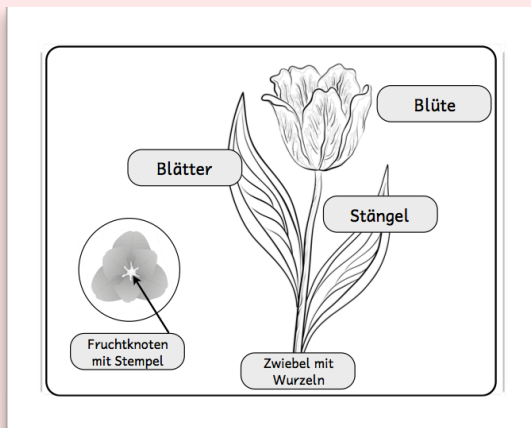 Blüte
Blätter
Stängel
Fruchtknoten
mit Stempel
Zwiebel mit
Wurzeln